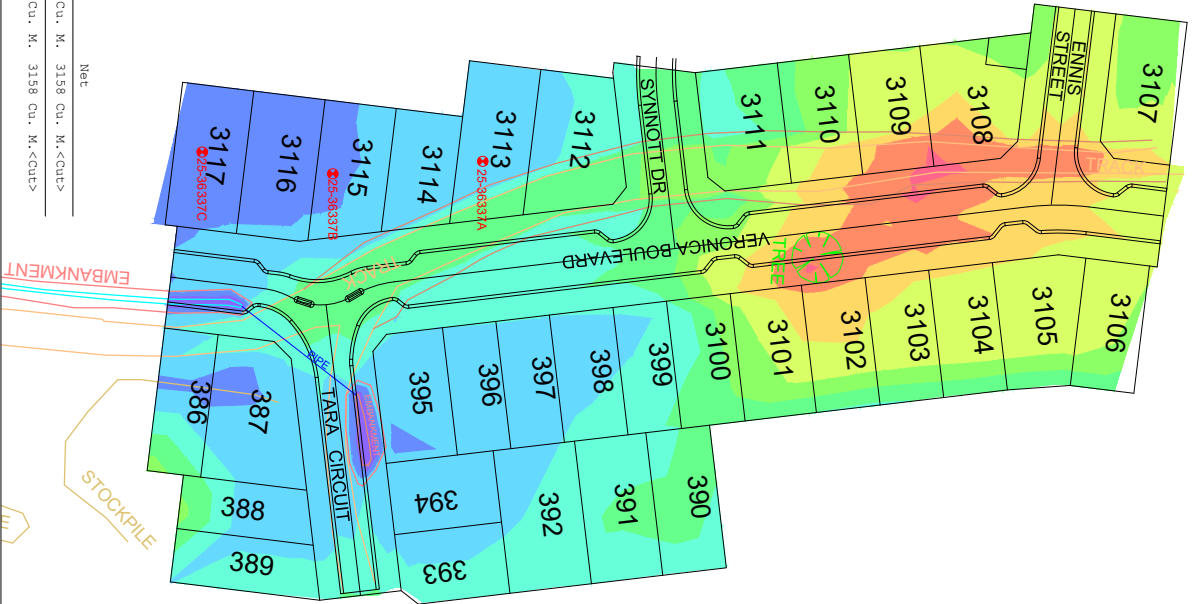 Net
Cu. M. 3158 Cu. M.<Cut>
Cu. M. 3158 Cu. M.<Cut>
ENNIS
STREET
3107
3108
3109
3110
3111
SYNNOTT DR
3112
3113
25-36337A
3114
3115
25-36337B
3116
3117
25-36337C
TRACK
VERONICA BOULEVARD
TREE
TRACK
EMBANKMENT
PIPE
3106
3105
3104
3103
3102
3101
3100
399
398
397
396
395
386
387
TARA CIRCUIT
STOCKPILE
E
388
389
394
393
392
391
390